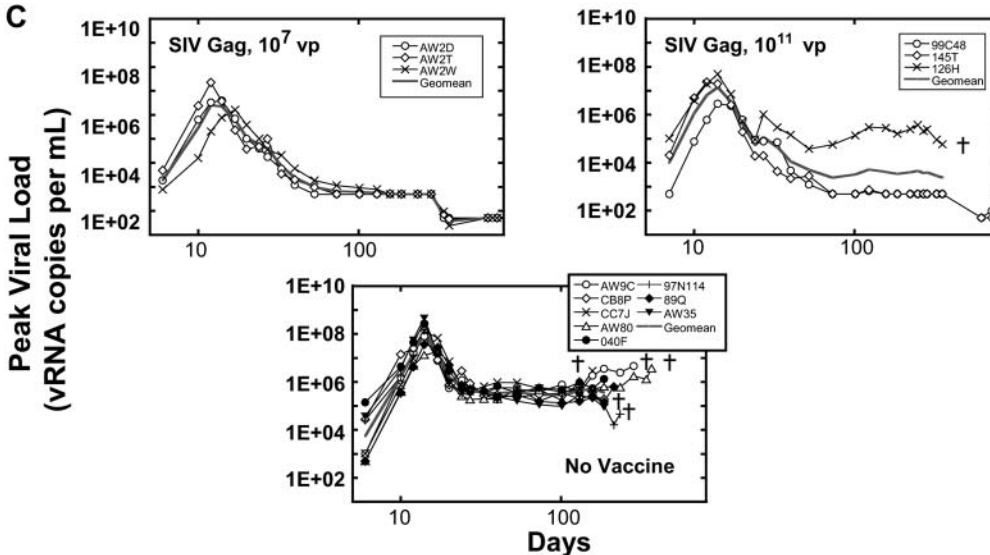 C
Peak Viral Load
(vRNA copies per mL)
SIV Gag, 10⁷ vp
AW2D
AW2T
AW2W
Geomean
1E+10
1E+08
1E+06
1E+04
1E+02
10
100
SIV Gag, 10¹¹ vp
99C48
145T
126H
Geomean
1E+10
1E+08
1E+06
1E+04
1E+02
†
10
100
AW9C
CB8P
CC7J
AW80
040F
97N114
89Q
AW35
Geomean
1E+10
1E+08
1E+06
1E+04
1E+02
† † †
†
†
No Vaccine
10
100
Days